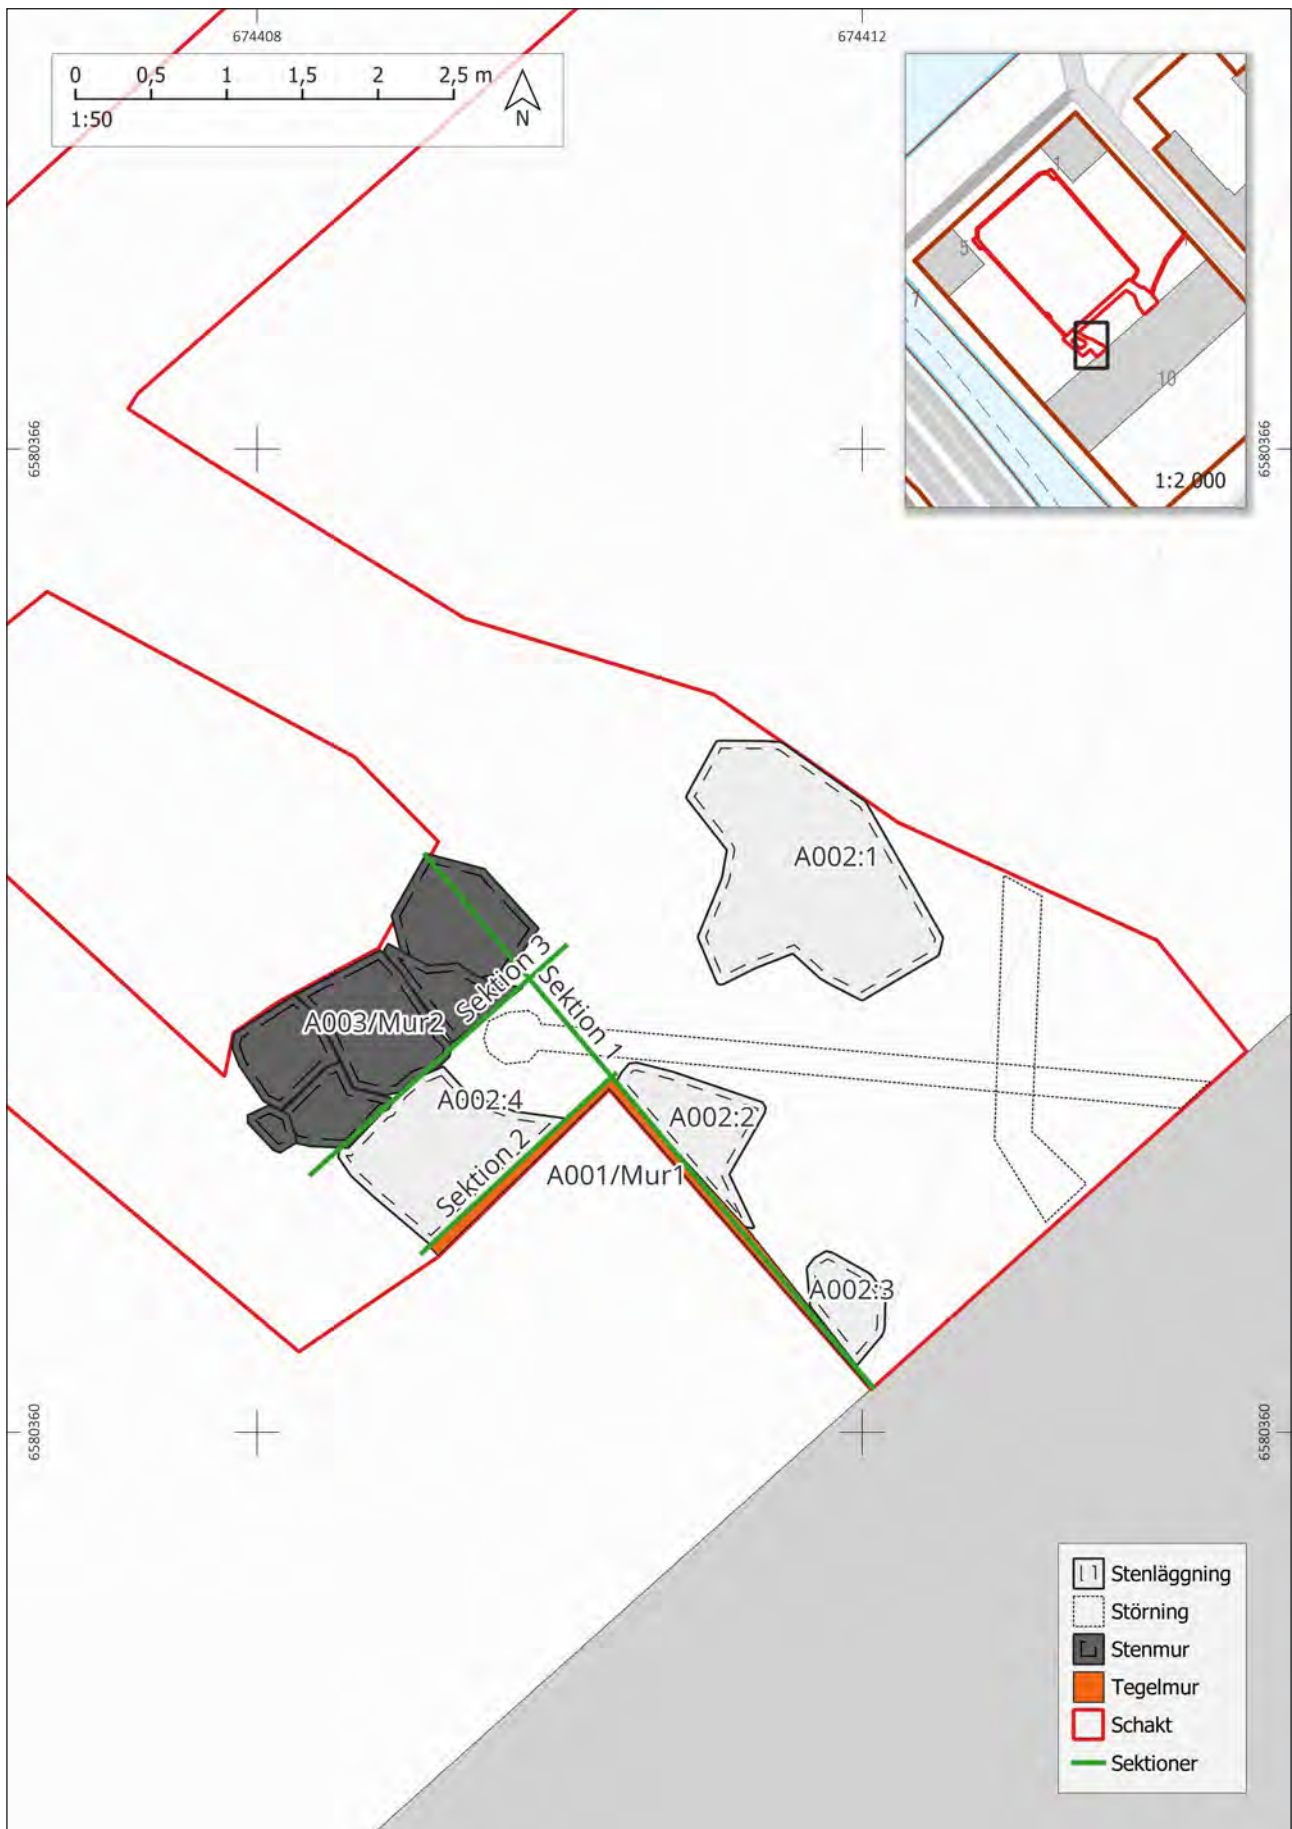 674408
674412
0 0,5 1 1,5 2 2,5 m
N
1:50
1
5
7
10
1:2 000
6580366
6580366
A002:1
Sektion 3
Sektion 1
A003/Mur2
A002:4
A002:2
Sektion 2
A001/Mur1
A002:3
6580360
6580360
Stenläggning
Störning
Stenmur
Tegelmur
Schakt
Sektioner